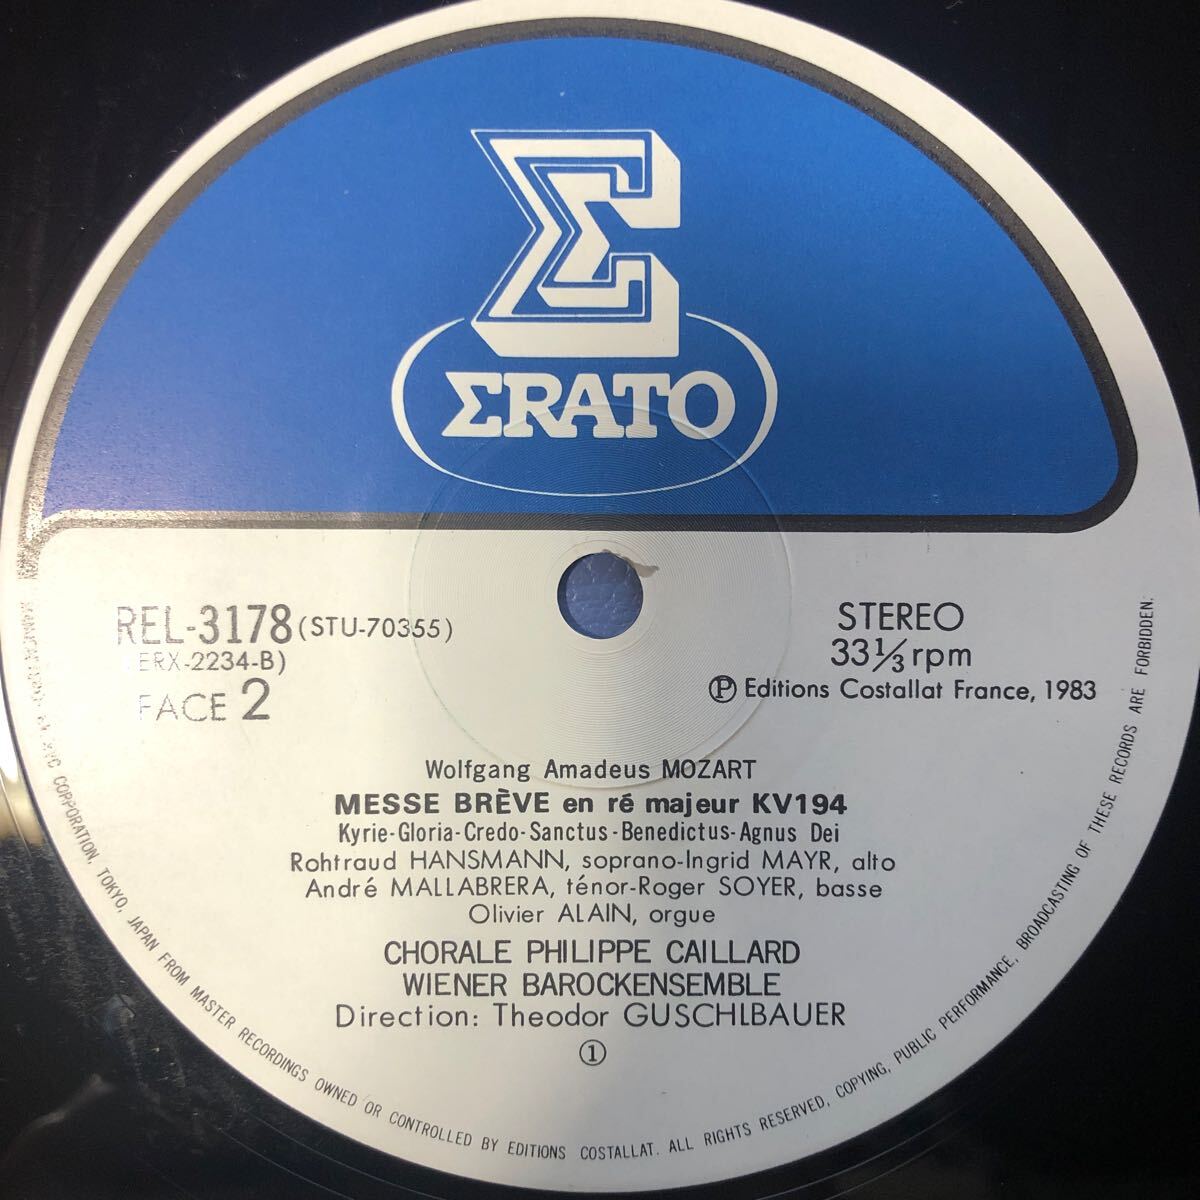 Σ
ΣRATO
REL-3178 (STU-70355)
ERX-2234-B)
FACE 2
STEREO
33⅓ rpm
Ⓟ Editions Costallat France, 1983
Wolfgang Amadeus MOZART
MESSE BRÈVE en ré majeur KV194
Kyrie-Gloria-Credo-Sanctus-Benedictus-Agnus Dei
Rohtraud HANSMANN, soprano-Ingrid MAYR, alto
André MALLABRERA, ténor-Roger SOYER, basse
Olivier ALAIN, orgue
CHORALE PHILIPPE CAILLARD
WIENER BAROCKENSEMBLE
Direction: Theodor GUSCHLBAUER
①
CORPORATION, TOKYO, JAPAN FROM MASTER RECORDINGS OWNED OR CONTROLLED BY EDITIONS COSTALLAT. ALL RIGHTS RESERVED, COPYING, PUBLIC PERFORMANCE, BROADCASTING OF THESE RECORDS ARE FORBIDDEN.